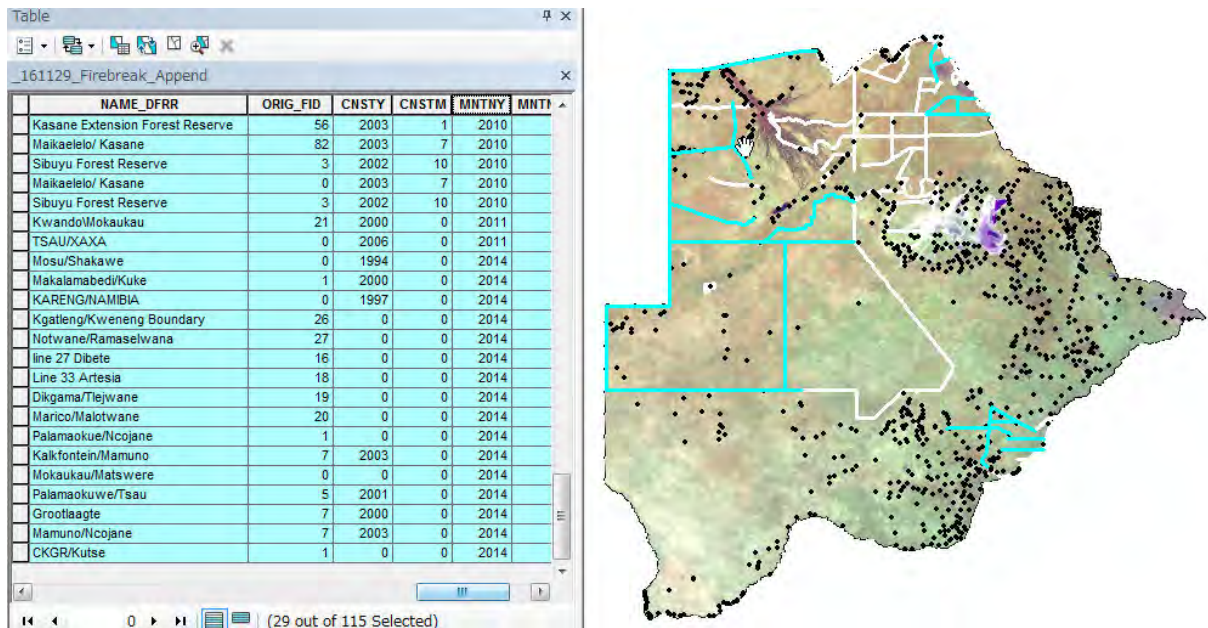 Table
_161129_Firebreak_Append
NAME_DFRR ORIG_FID CNSTY CNSTM MNTNY
Kasane Extension Forest Reserve 56 2003 1 2010
Maikaelelo/ Kasane 82 2003 7 2010
Sibuyu Forest Reserve 3 2002 10 2010
Maikaelelo/ Kasane 0 2003 7 2010
Sibuyu Forest Reserve 3 2002 10 2010
Kwando\Mokaukau 21 2000 0 2011
TSAU/XAXA 0 2006 0 2011
Mosu/Shakawe 0 1994 0 2014
Makalamabedi/Kuke 1 2000 0 2014
KARENG/NAMIBIA 0 1997 0 2014
Kgatleng/Kweneng Boundary 26 0 0 2014
Notwane/Ramaselwana 27 0 0 2014
line 27 Dibete 16 0 0 2014
Line 33 Artesia 18 0 0 2014
Dikgama/Tlejwane 19 0 0 2014
Marico/Malotwane 20 0 0 2014
Palamaokue/Ncojane 1 0 0 2014
Kalkfontein/Mamuno 7 2003 0 2014
Mokaukau/Matswere 0 0 0 2014
Palamaokuwe/Tsau 5 2001 0 2014
Grootlaagte 7 2000 0 2014
Mamuno/Ncojane 7 2003 0 2014
CKGR/Kutse 1 0 0 2014
0 (29 out of 115 Selected)